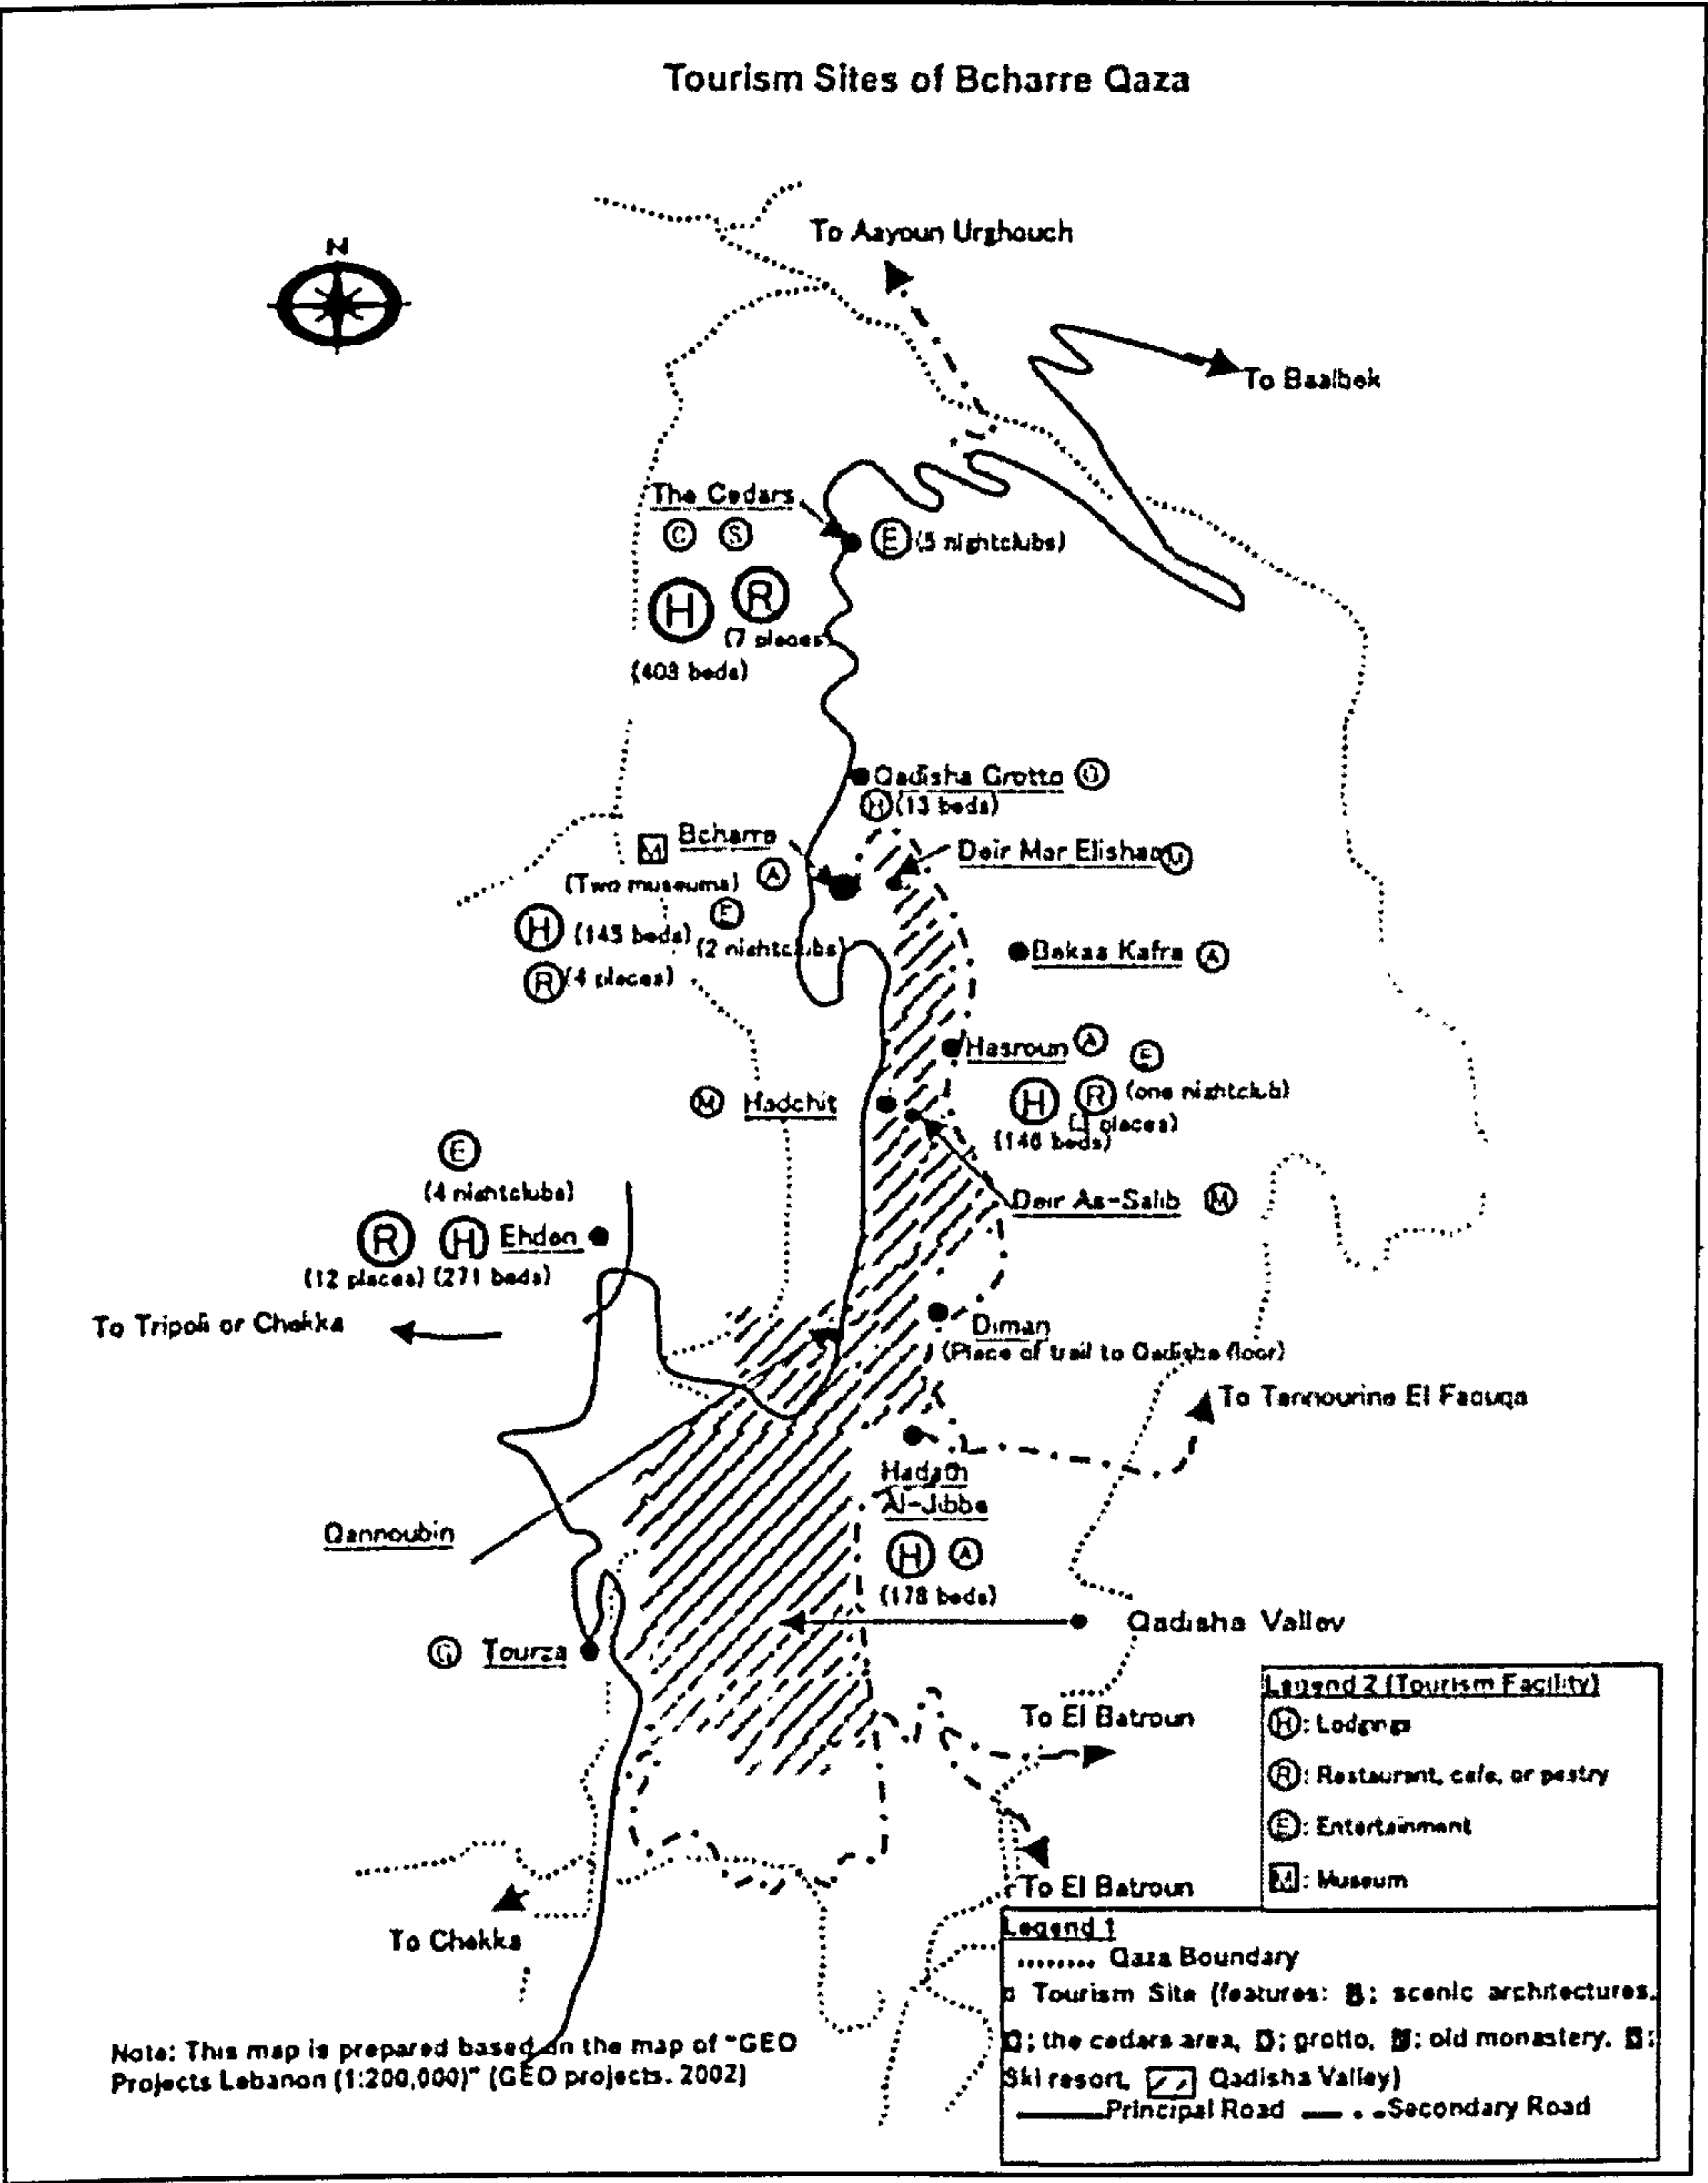 Tourism Sites of Bcharre Qaza
N
To Aayoun Urghouch
To Baalbek
The Cedars
C S
E (5 nightclubs)
H R
(7 places)
(403 beds)
Qadisha Grotto G
H (13 beds)
Bcharre
M
(Two museums) A
Deir Mar Elishaa M
E
H (145 beds) (2 nightclubs)
R (4 places)
Bakaa Kafra A
Hasroun A E
H R (one nightclub)
places)
(146 beds)
M Hadchit
Deir As-Salib M
E
(4 nightclubs)
R H Ehden
(12 places) (271 beds)
To Tripoli or Chekka
Diman
(Place of trail to Qadisha floor)
To Tannourine El Faouqa
Hadath
Al-Jibbe
H A
(178 beds)
Qannoubin
Qadisha Valley
G Tourza
To El Batroun
To El Batroun
To Chekka
Legend 2 (Tourism Facility)
H: Lodgings
R: Restaurant, cafe, or pastry
E: Entertainment
M: Museum
Legend 1
Qaza Boundary
Tourism Site (features: ; scenic architectures,
; the cedars area, ; grotto, ; old monastery, ;
Ski resort, Qadisha Valley)
Principal Road Secondary Road
Note: This map is prepared based on the map of "GEO
Projects Lebanon (1:200,000)" (GEO projects. 2002)